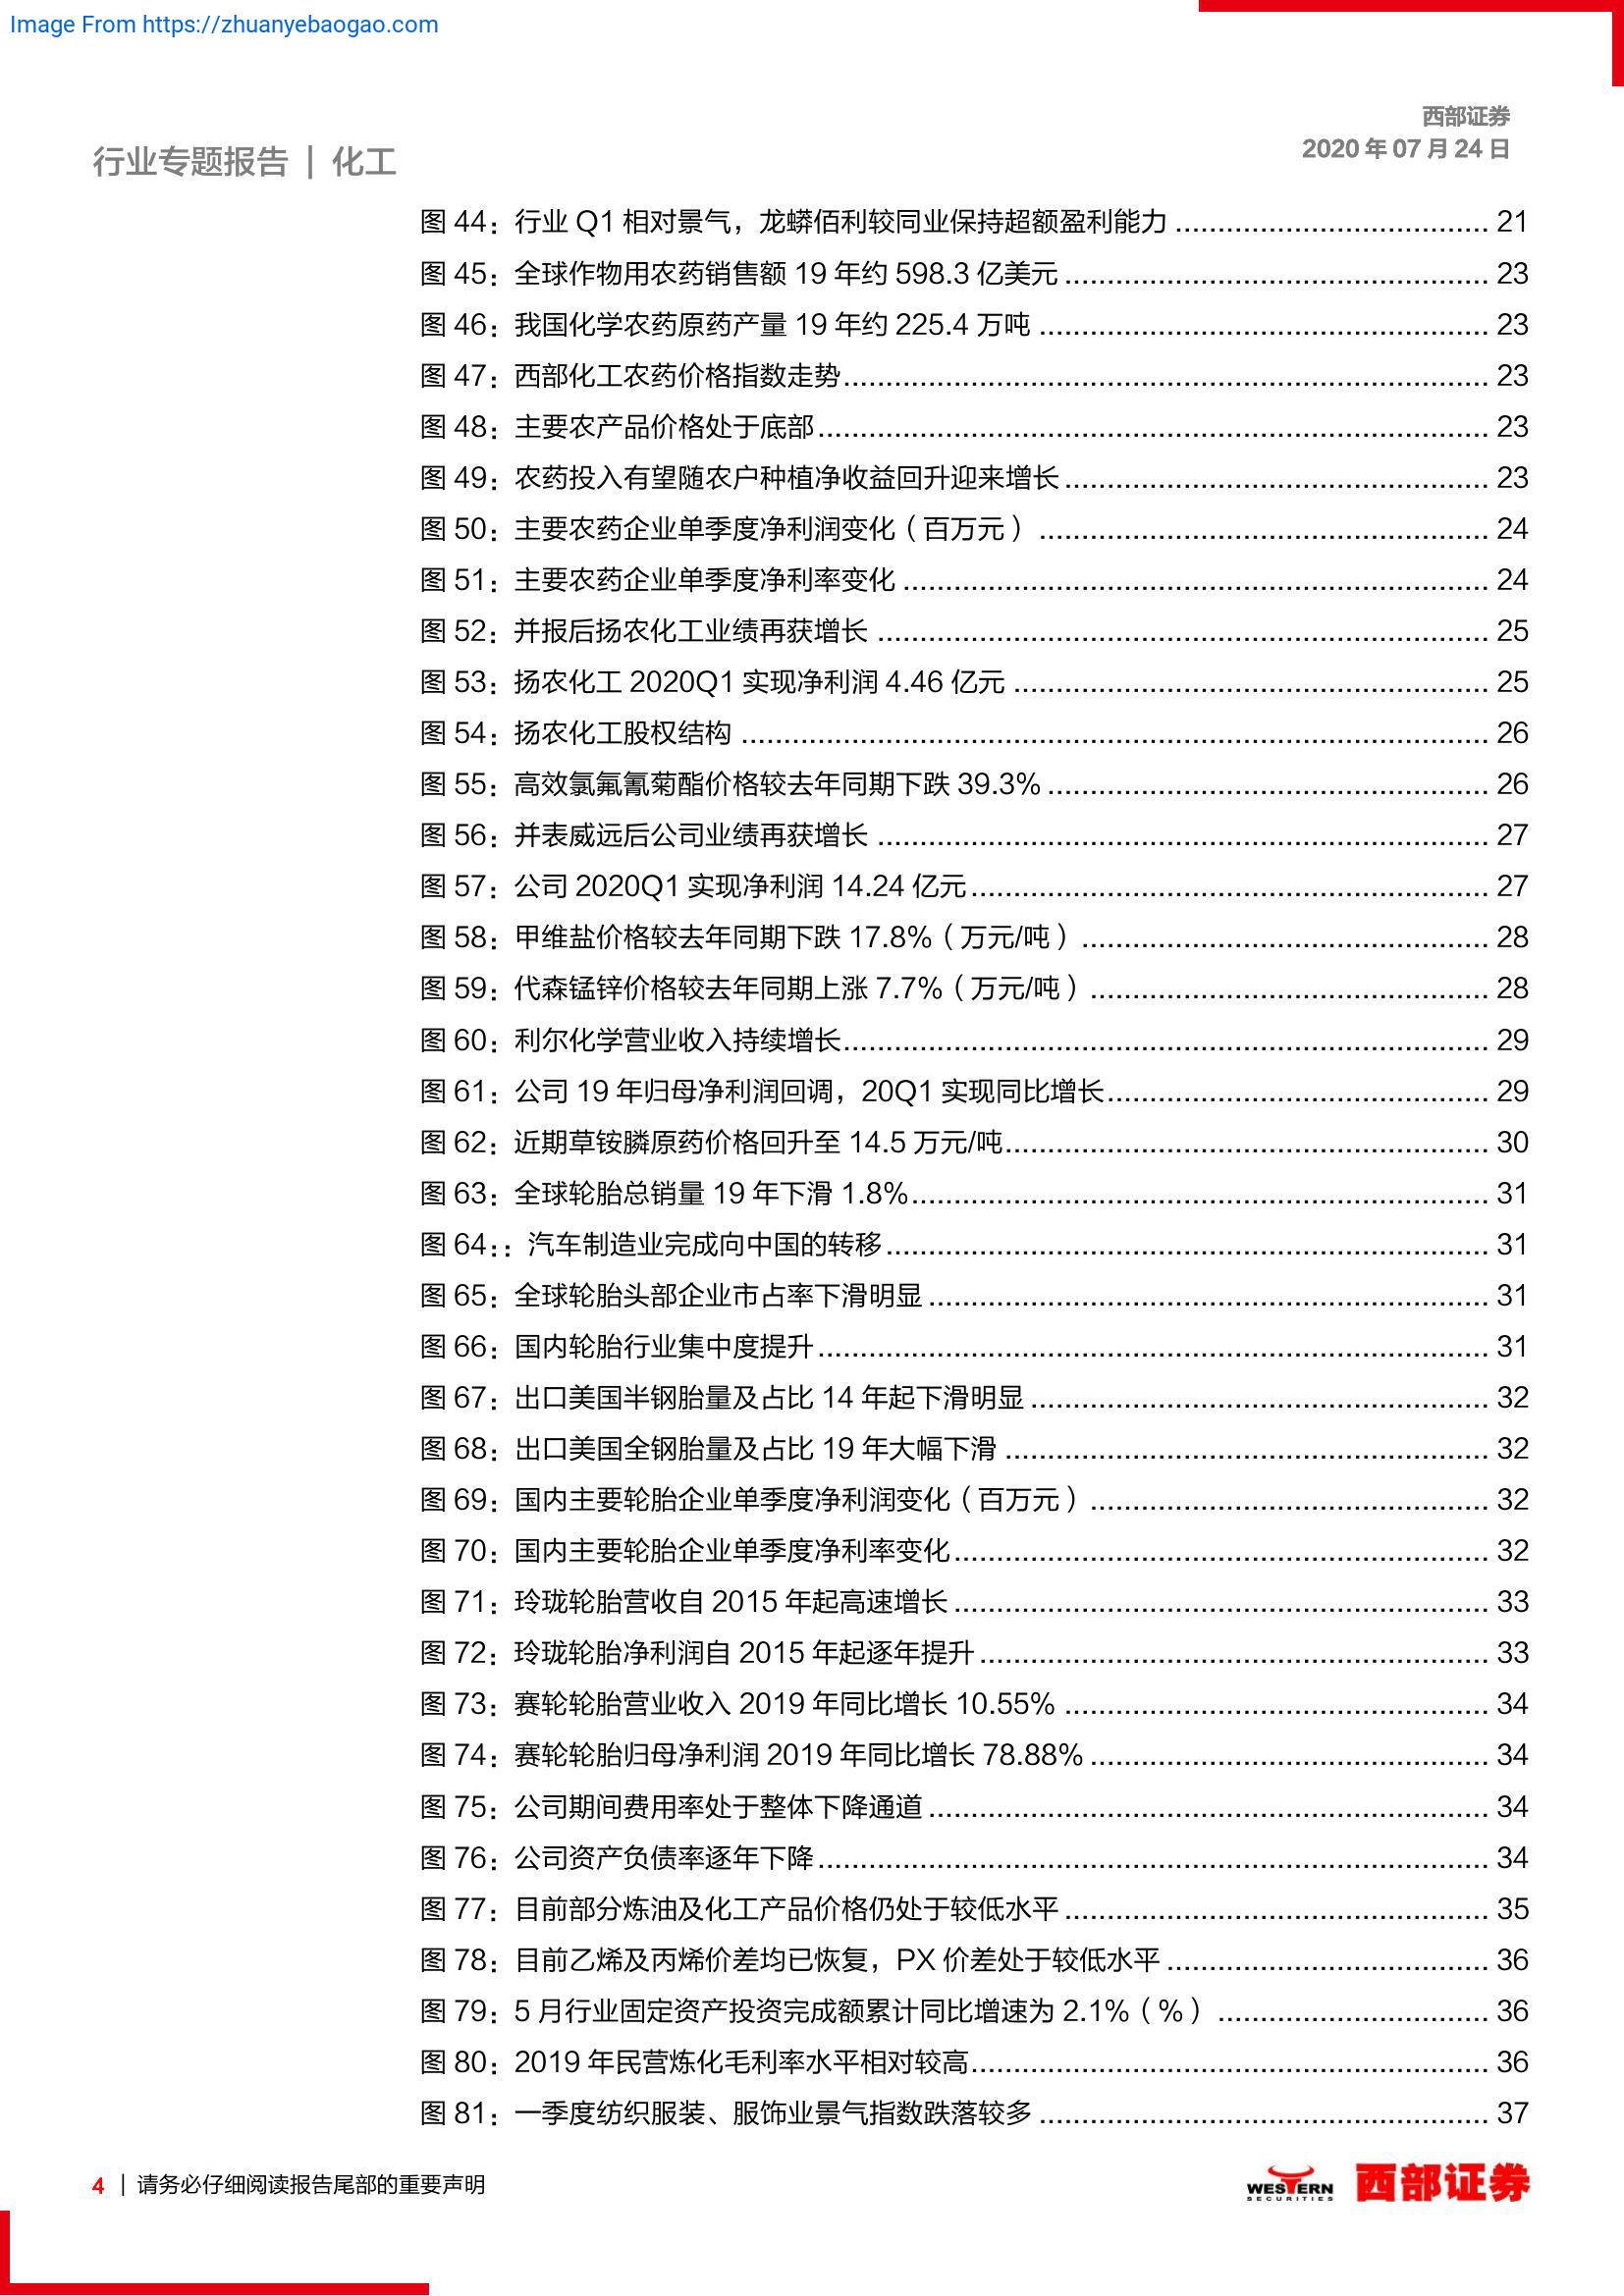 Image From https://zhuanyebaogao.com
西部证券
2020 年 07 月 24 日
行业专题报告 | 化工
图 44：行业 Q1 相对景气，龙蟒佰利较同业保持超额盈利能力 ..................................... 21
图 45：全球作物用农药销售额 19 年约 598.3 亿美元 .................................................. 23
图 46：我国化学农药原药产量 19 年约 225.4 万吨 ..................................................... 23
图 47：西部化工农药价格指数走势............................................................................ 23
图 48：主要农产品价格处于底部............................................................................... 23
图 49：农药投入有望随农户种植净收益回升迎来增长 .................................................. 23
图 50：主要农药企业单季度净利润变化（百万元） ..................................................... 24
图 51：主要农药企业单季度净利率变化 ..................................................................... 24
图 52：并报后扬农化工业绩再获增长 ........................................................................ 25
图 53：扬农化工 2020Q1 实现净利润 4.46 亿元 ........................................................ 25
图 54：扬农化工股权结构 ........................................................................................ 26
图 55：高效氯氟氰菊酯价格较去年同期下跌 39.3% .................................................... 26
图 56：并表威远后公司业绩再获增长 ........................................................................ 27
图 57：公司 2020Q1 实现净利润 14.24 亿元............................................................. 27
图 58：甲维盐价格较去年同期下跌 17.8%（万元/吨） ................................................ 28
图 59：代森锰锌价格较去年同期上涨 7.7%（万元/吨） ............................................... 28
图 60：利尔化学营业收入持续增长............................................................................ 29
图 61：公司 19 年归母净利润回调，20Q1 实现同比增长............................................. 29
图 62：近期草铵膦原药价格回升至 14.5 万元/吨......................................................... 30
图 63：全球轮胎总销量 19 年下滑 1.8%.................................................................... 31
图 64：：汽车制造业完成向中国的转移....................................................................... 31
图 65：全球轮胎头部企业市占率下滑明显 .................................................................. 31
图 66：国内轮胎行业集中度提升............................................................................... 31
图 67：出口美国半钢胎量及占比 14 年起下滑明显 ...................................................... 32
图 68：出口美国全钢胎量及占比 19 年大幅下滑 ......................................................... 32
图 69：国内主要轮胎企业单季度净利润变化（百万元） ............................................... 32
图 70：国内主要轮胎企业单季度净利率变化............................................................... 32
图 71：玲珑轮胎营收自 2015 年起高速增长 ............................................................... 33
图 72：玲珑轮胎净利润自 2015 年起逐年提升 ............................................................ 33
图 73：赛轮轮胎营业收入 2019 年同比增长 10.55% .................................................. 34
图 74：赛轮轮胎归母净利润 2019 年同比增长 78.88% ............................................... 34
图 75：公司期间费用率处于整体下降通道 .................................................................. 34
图 76：公司资产负债率逐年下降............................................................................... 34
图 77：目前部分炼油及化工产品价格仍处于较低水平 .................................................. 35
图 78：目前乙烯及丙烯价差均已恢复，PX 价差处于较低水平 ...................................... 36
图 79：5 月行业固定资产投资完成额累计同比增速为 2.1%（%） ................................ 36
图 80：2019 年民营炼化毛利率水平相对较高............................................................. 36
图 81：一季度纺织服装、服饰业景气指数跌落较多 ..................................................... 37
4 | 请务必仔细阅读报告尾部的重要声明
WESTERN
SECURITIES
西部证券